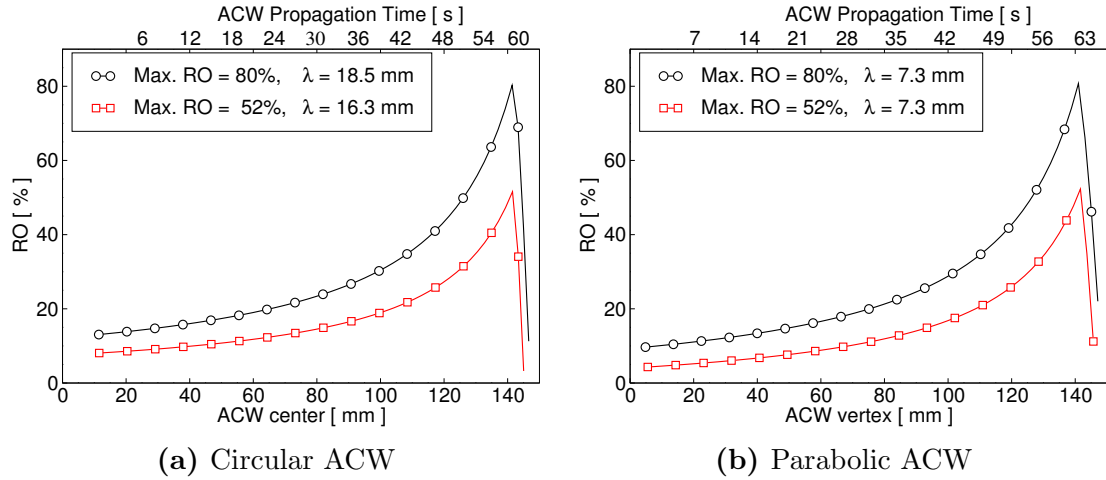 ACW Propagation Time [ s ]
6 12 18 24 30 36 42 48 54 60
Max. RO = 80%, λ = 18.5 mm
Max. RO = 52%, λ = 16.3 mm
RO [ % ]
80
60
40
20
0
0 20 40 60 80 100 120 140
ACW center [ mm ]
(a) Circular ACW
ACW Propagation Time [ s ]
7 14 21 28 35 42 49 56 63
Max. RO = 80%, λ = 7.3 mm
Max. RO = 52%, λ = 7.3 mm
RO [ % ]
80
60
40
20
0
0 20 40 60 80 100 120 140
ACW vertex [ mm ]
(b) Parabolic ACW